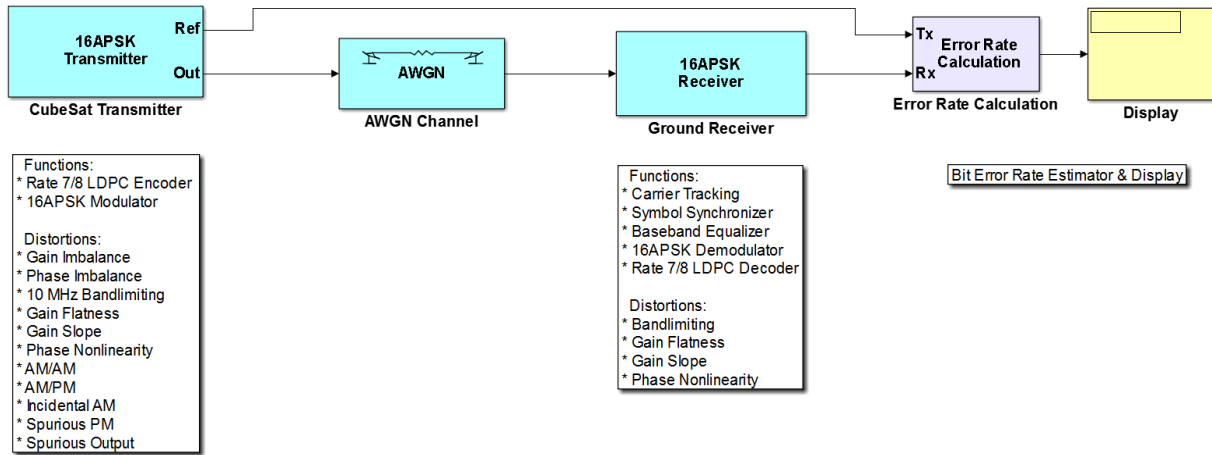 16APSK
Transmitter
Ref
Out
CubeSat Transmitter
AWGN
AWGN Channel
16APSK
Receiver
Ground Receiver
Tx
Rx
Error Rate
Calculation
Error Rate Calculation
Display
Functions:
* Rate 7/8 LDPC Encoder
* 16APSK Modulator
Distortions:
* Gain Imbalance
* Phase Imbalance
* 10 MHz Bandlimiting
* Gain Flatness
* Gain Slope
* Phase Nonlinearity
* AM/AM
* AM/PM
* Incidental AM
* Spurious PM
* Spurious Output
Functions:
* Carrier Tracking
* Symbol Synchronizer
* Baseband Equalizer
* 16APSK Demodulator
* Rate 7/8 LDPC Decoder
Distortions:
* Bandlimiting
* Gain Flatness
* Gain Slope
* Phase Nonlinearity
Bit Error Rate Estimator & Display